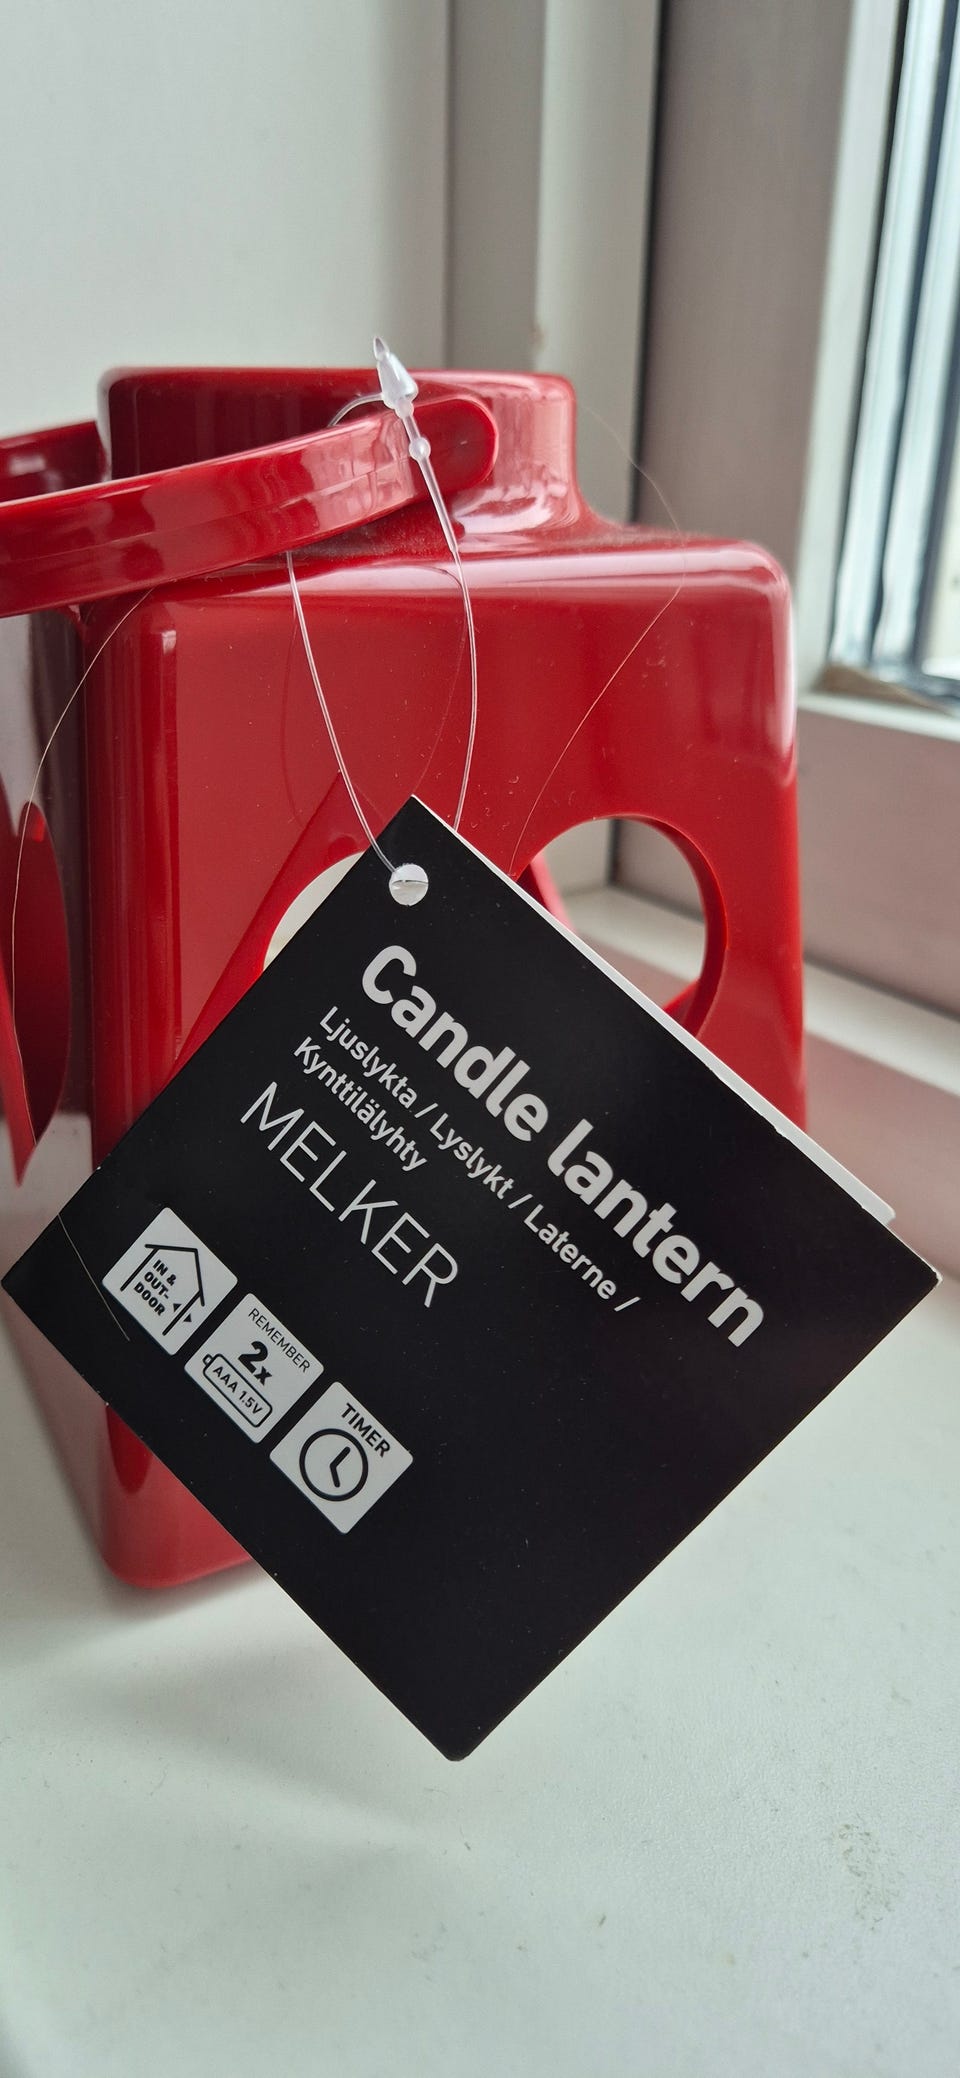 Candle lantern
Ljuslykta / Lyslykt / Laterne /
Kynttilälyhty
MELKER
IN &
OUT-
DOOR
REMEMBER
2x
AAA 1.5V
TIMER